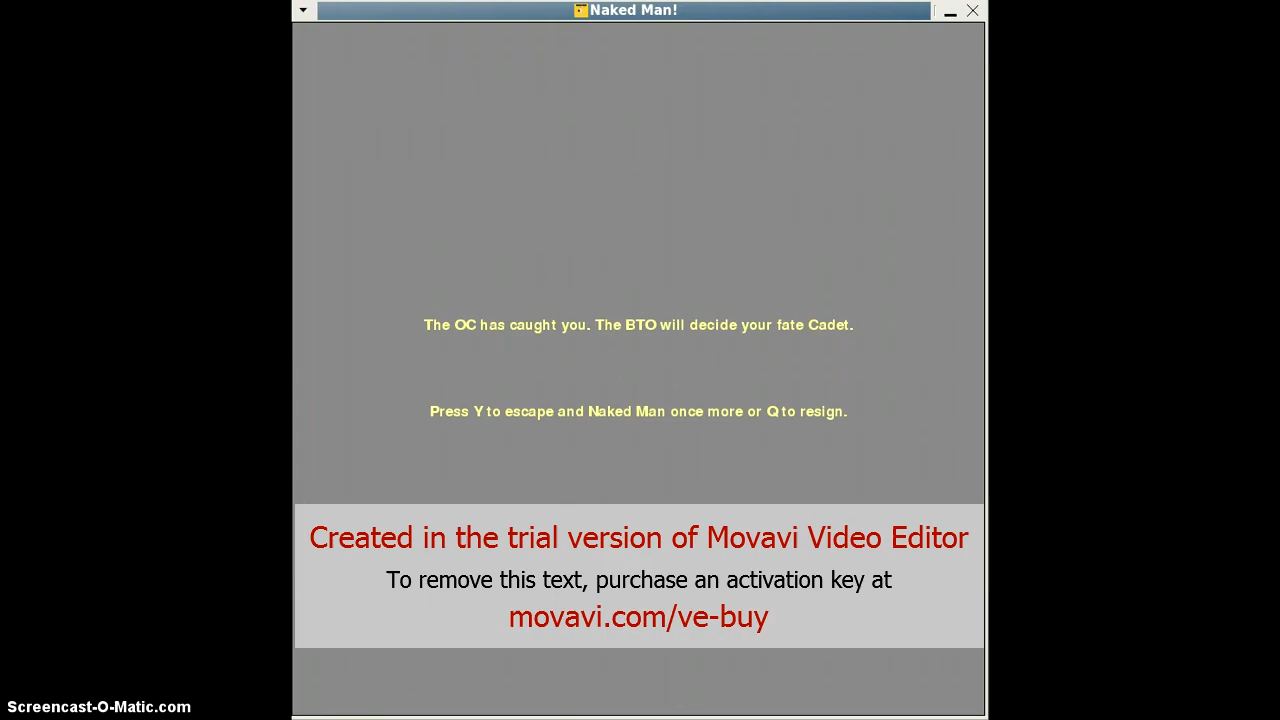 Naked Man!
The OC has caught you. The BTO will decide your fate Cadet.
Press Y to escape and Naked Man once more or Q to resign.
Created in the trial version of Movavi Video Editor
To remove this text, purchase an activation key at
movavi.com/ve-buy
Screencast-O-Matic.com